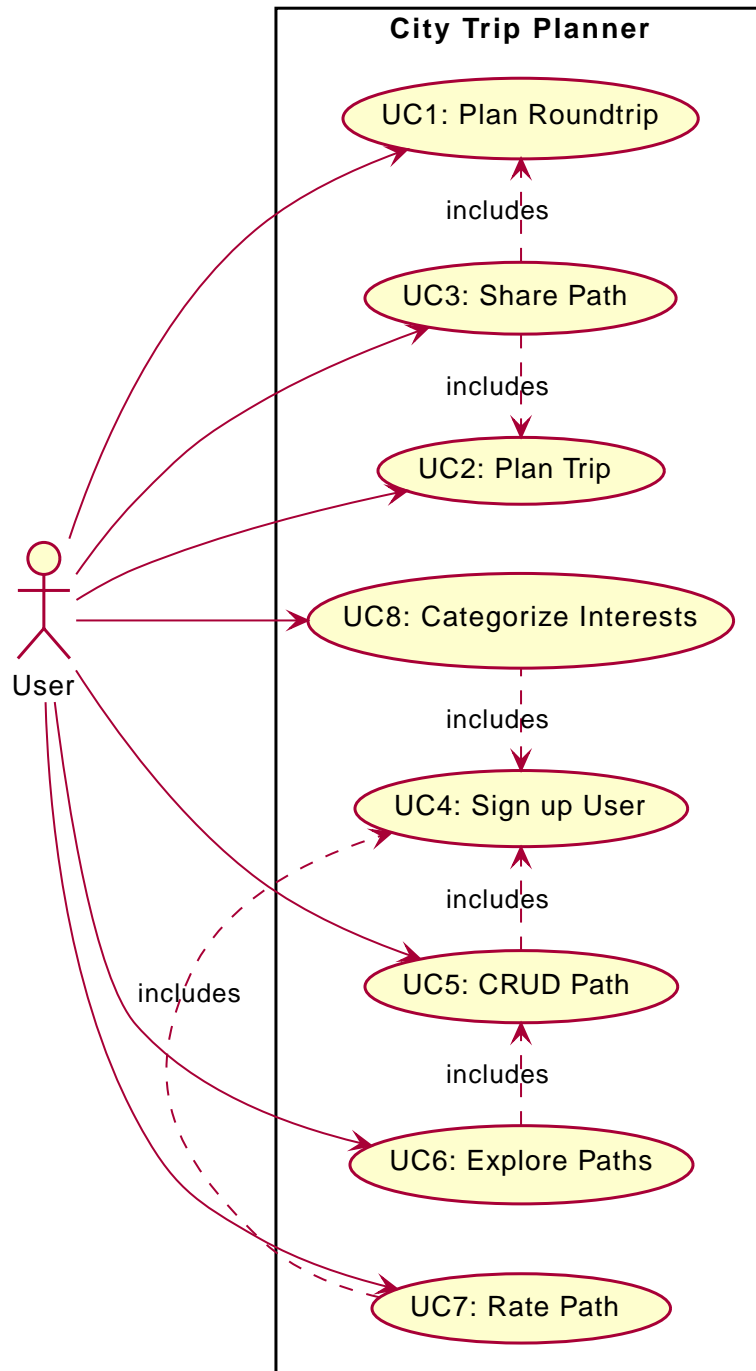 City Trip Planner
UC1: Plan Roundtrip
includes
UC3: Share Path
includes
UC2: Plan Trip
UC8: Categorize Interests
User
includes
UC4: Sign up User
includes
UC5: CRUD Path
includes
includes
UC6: Explore Paths
UC7: Rate Path